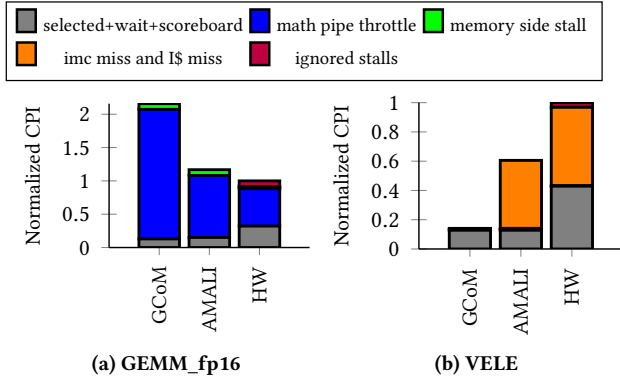 selected+wait+scoreboard math pipe throttle memory side stall
imc miss and I$ miss ignored stalls
Normalized CPI
2
1.5
1
0.5
0
GCoM
AMALI
HW
(a) GEMM_fp16
Normalized CPI
1
0.8
0.6
0.4
0.2
0
GCoM
AMALI
HW
(b) VELE